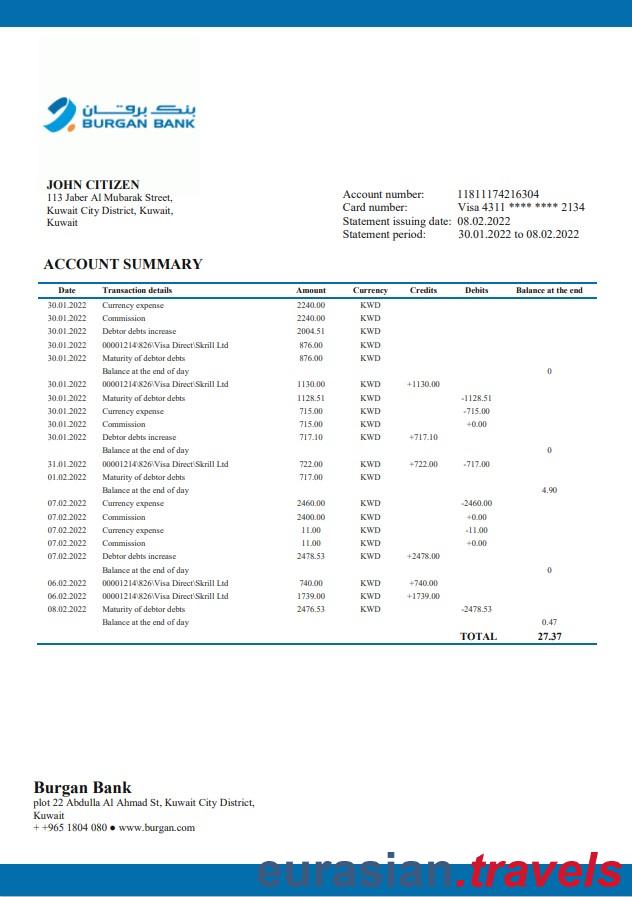 بنك برقان
BURGAN BANK
JOHN CITIZEN
113 Jaber Al Mubarak Street,
Kuwait City District, Kuwait,
Kuwait
Account number: 11811174216304
Card number: Visa 4311 **** **** 2134
Statement issuing date: 08.02.2022
Statement period: 30.01.2022 to 08.02.2022
ACCOUNT SUMMARY
Date Transaction details Amount Currency Credits Debits Balance at the end
30.01.2022 Currency expense 2240.00 KWD
30.01.2022 Commission 2240.00 KWD
30.01.2022 Debtor debts increase 2004.51 KWD
30.01.2022 00001214\826\Visa Direct\Skrill Ltd 876.00 KWD
30.01.2022 Maturity of debtor debts 876.00 KWD
Balance at the end of day 0
30.01.2022 00001214\826\Visa Direct\Skrill Ltd 1130.00 KWD +1130.00
30.01.2022 Maturity of debtor debts 1128.51 KWD -1128.51
30.01.2022 Currency expense 715.00 KWD -715.00
30.01.2022 Commission 715.00 KWD +0.00
30.01.2022 Debtor debts increase 717.10 KWD +717.10
Balance at the end of day 0
31.01.2022 00001214\826\Visa Direct\Skrill Ltd 722.00 KWD +722.00 -717.00
01.02.2022 Maturity of debtor debts 717.00 KWD
Balance at the end of day 4.90
07.02.2022 Currency expense 2460.00 KWD -2460.00
07.02.2022 Commission 2400.00 KWD +0.00
07.02.2022 Currency expense 11.00 KWD -11.00
07.02.2022 Commission 11.00 KWD +0.00
07.02.2022 Debtor debts increase 2478.53 KWD +2478.00
Balance at the end of day 0
06.02.2022 00001214\826\Visa Direct\Skrill Ltd 740.00 KWD +740.00
06.02.2022 00001214\826\Visa Direct\Skrill Ltd 1739.00 KWD +1739.00
08.02.2022 Maturity of debtor debts 2476.53 KWD -2478.53
Balance at the end of day 0.47
TOTAL 27.37
Burgan Bank
plot 22 Abdulla Al Ahmad St, Kuwait City District,
Kuwait
+ +965 1804 080 ● www.burgan.com
eurasian.travels